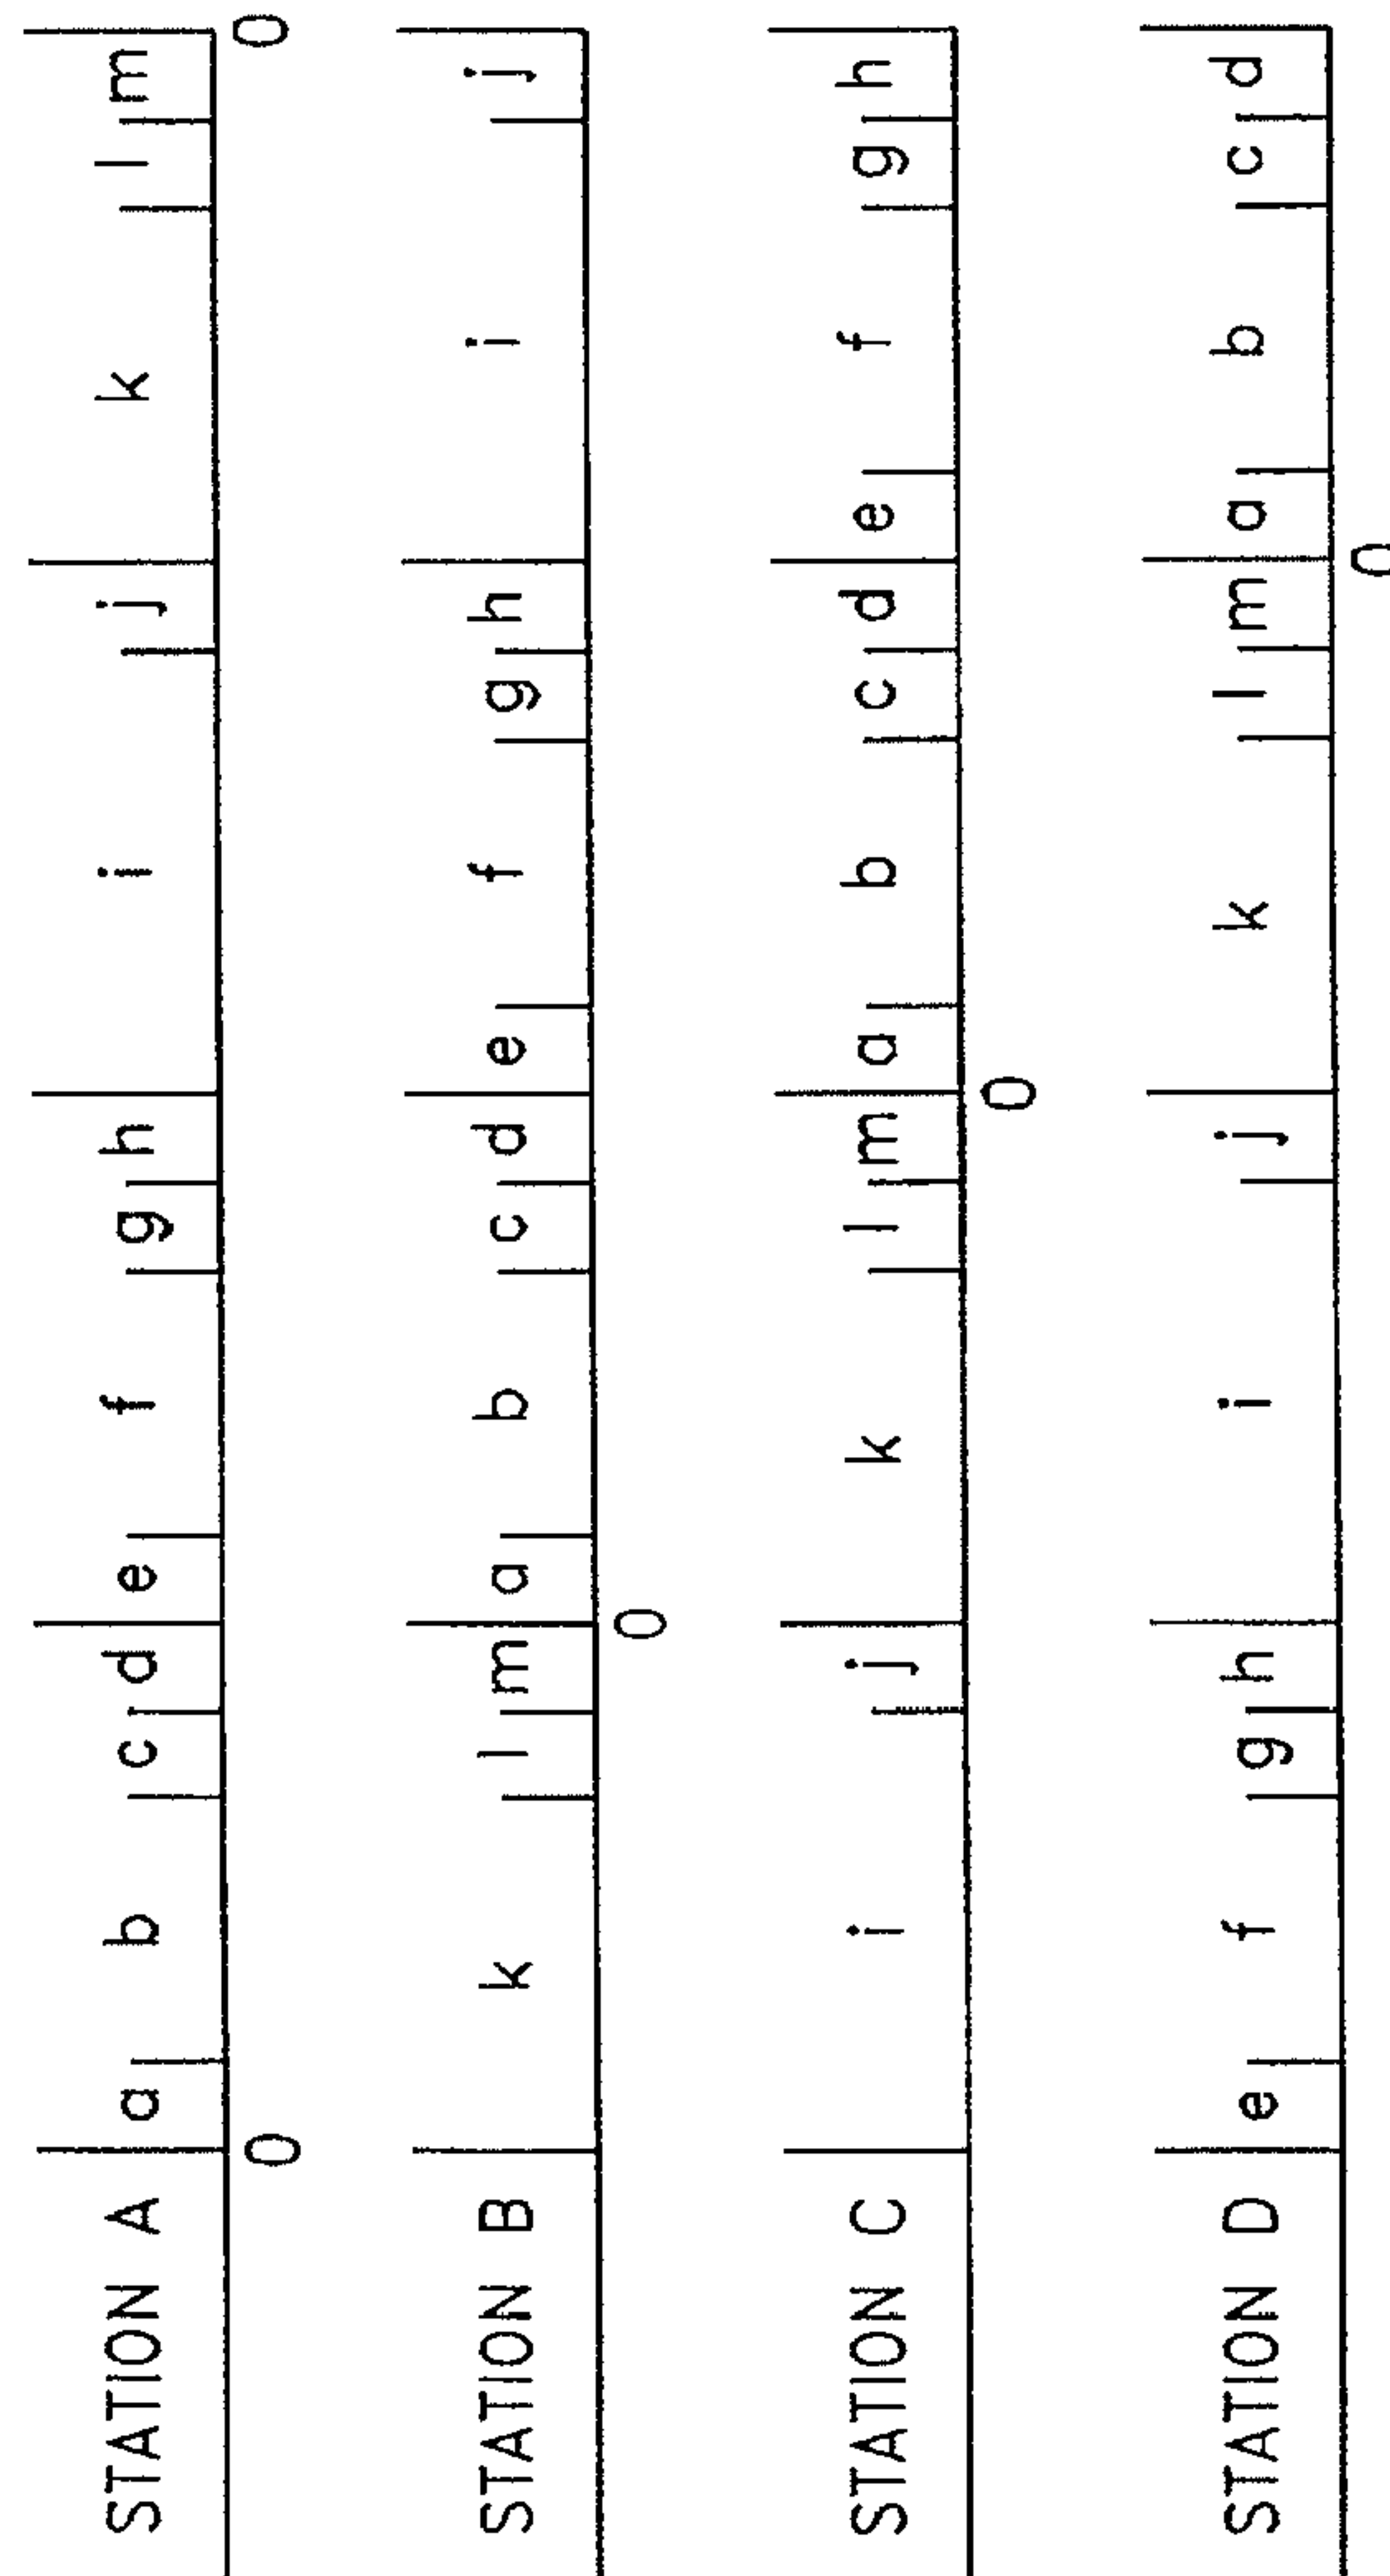 STATION A a b c d e f g h i j k l m
0 0
STATION B k l m a b c d e f g h i j
0
STATION C i j k l m a b c d e f g h
0
STATION D e f g h i j k l m a b c d
0